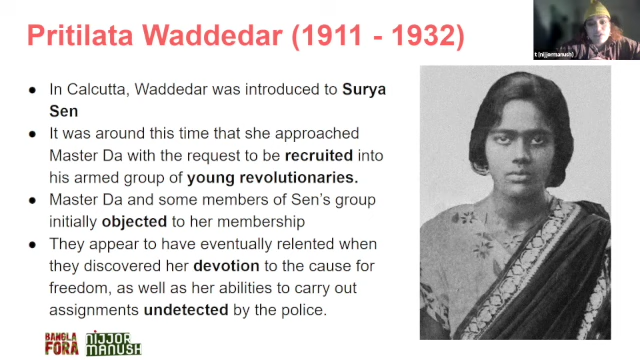 Pritilata Waddedar (1911 - 1932)
t (nijjormanush)
● In Calcutta, Waddedar was introduced to Surya
Sen
● It was around this time that she approached
Master Da with the request to be recruited into
his armed group of young revolutionaries.
● Master Da and some members of Sen's group
initially objected to her membership
● They appear to have eventually relented when
they discovered her devotion to the cause for
freedom, as well as her abilities to carry out
assignments undetected by the police.
BANGLA
FORA
NIJJOR
MANUSH